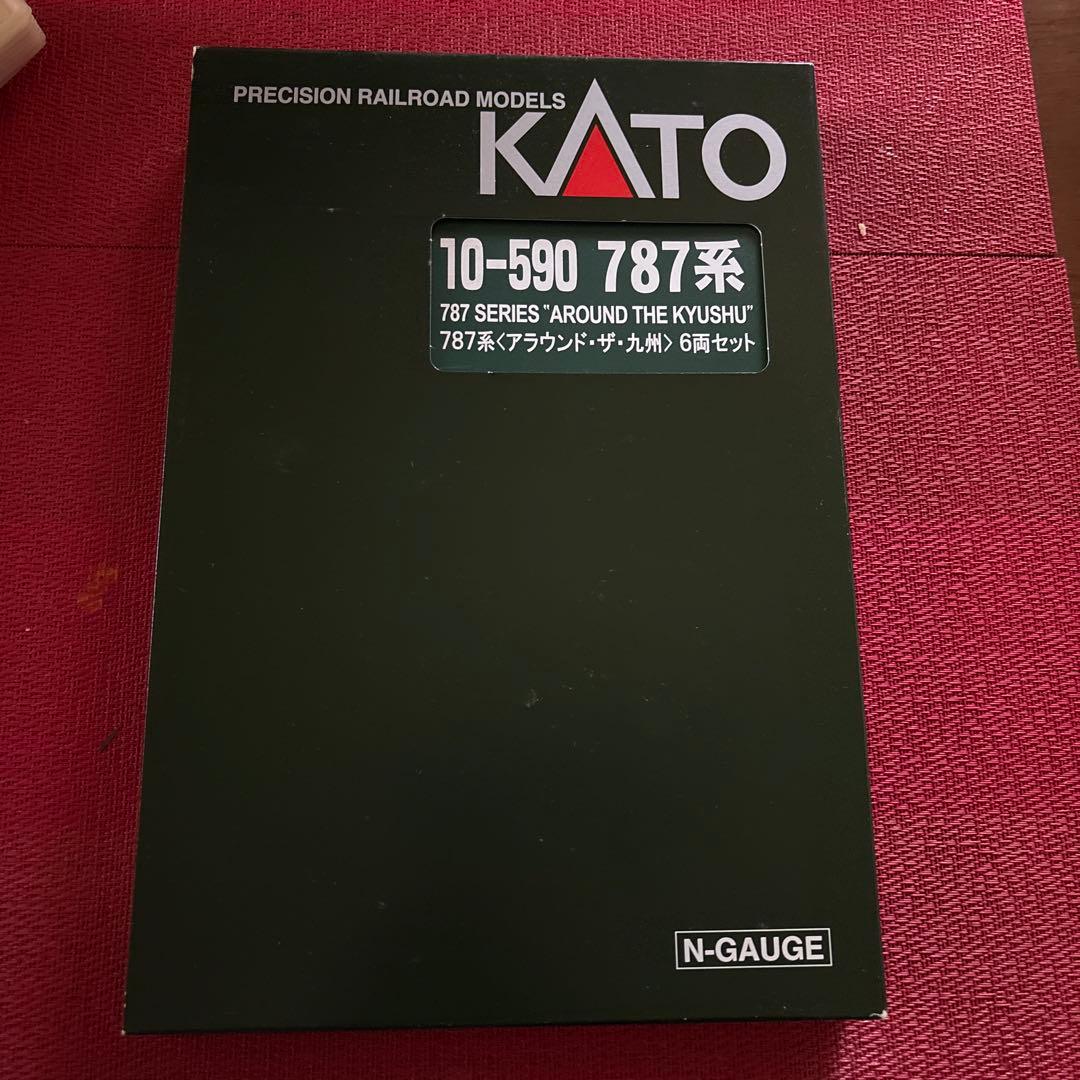 PRECISION RAILROAD MODELS
KATO
10-590 787系
787 SERIES "AROUND THE KYUSHU"
787系〈アラウンド・ザ・九州〉6両セット
N-GAUGE